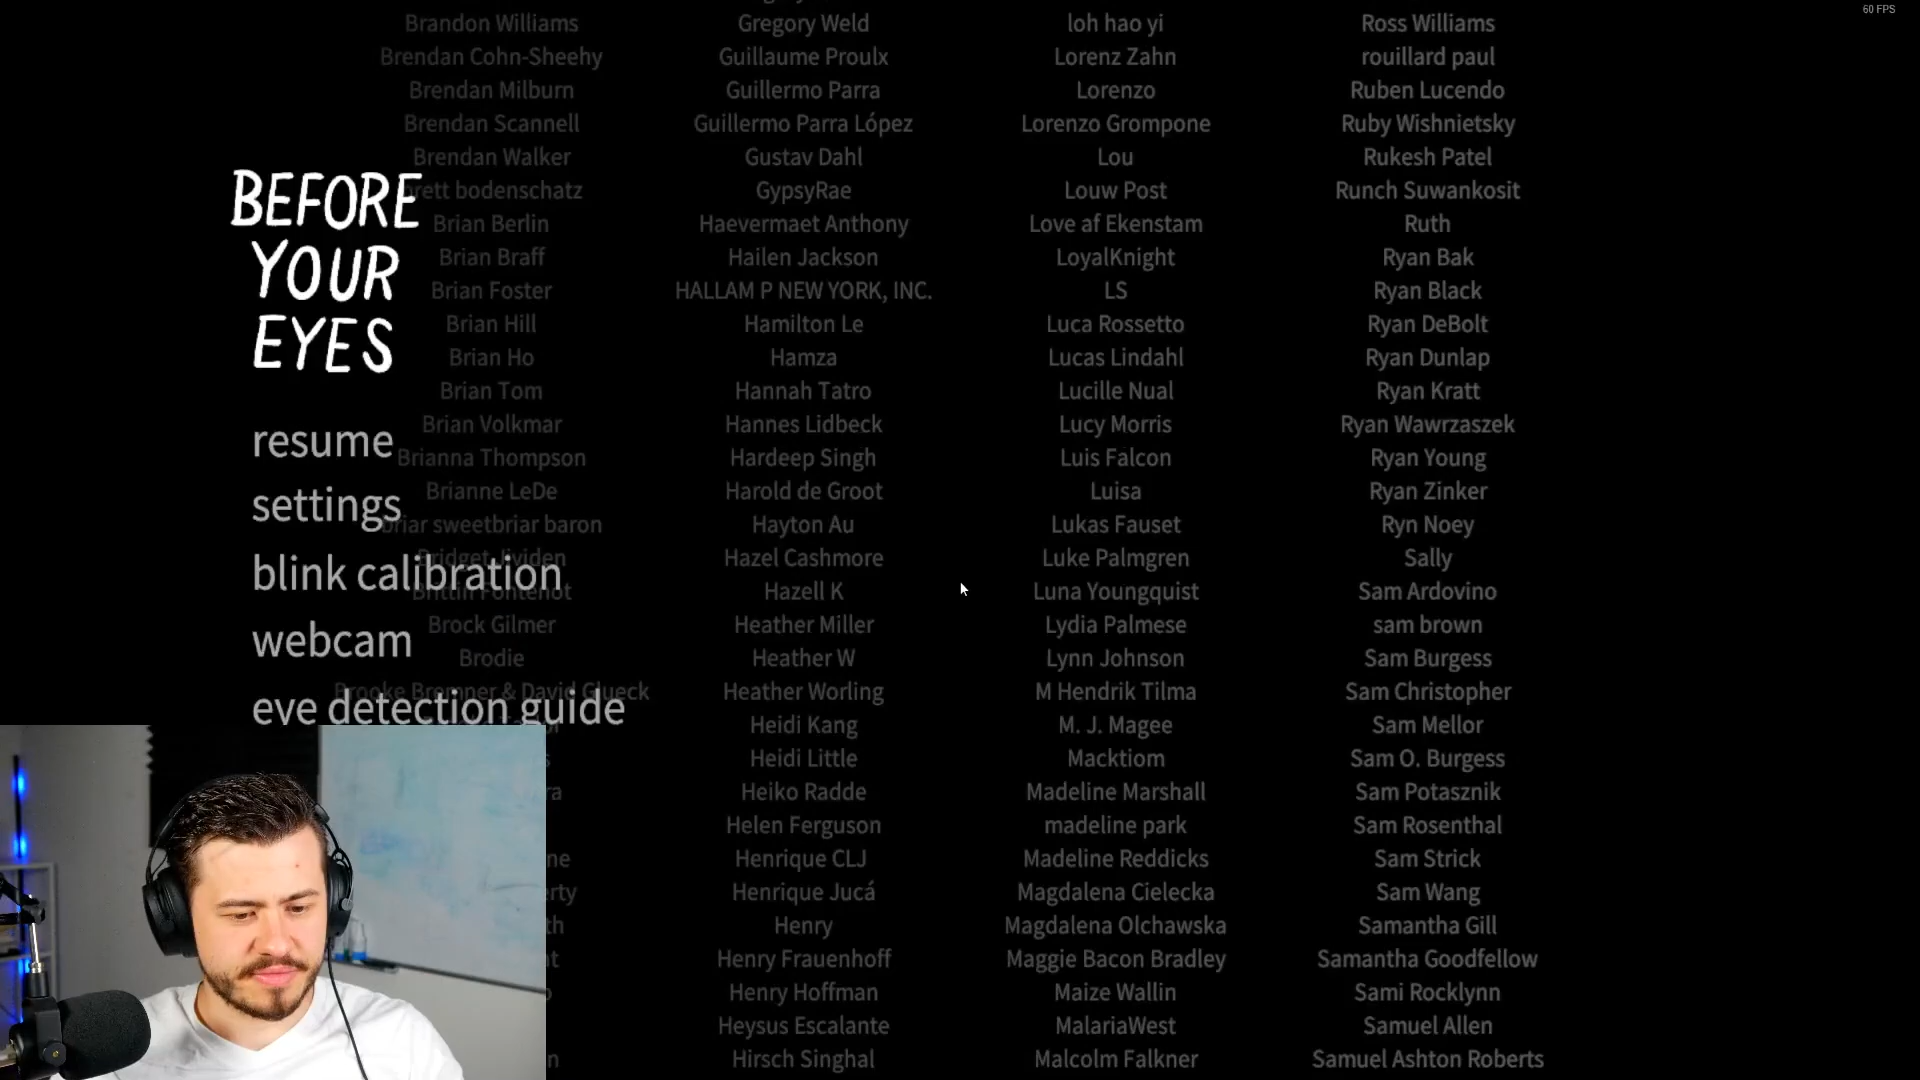 60 FPS
BEFORE
YOUR
EYES
resume
settings
blink calibration
webcam
eye detection guide
Brandon Williams
Brendan Cohn-Sheehy
Brendan Milburn
Brendan Scannell
Brendan Walker
bodenschatz
Brian Berlin
Brian Braff
Brian Foster
Brian Hill
Brian Ho
Brian Tom
Brian Volkmar
Brianna Thompson
Brianne LeDe
sweetbriar baron
Brock Gilmer
Brodie
Brooke Bremner & David Glueck
Gregory Weld
Guillaume Proulx
Guillermo Parra
Guillermo Parra López
Gustav Dahl
GypsyRae
Haevermaet Anthony
Hailen Jackson
HALLAM P NEW YORK, INC.
Hamilton Le
Hamza
Hannah Tatro
Hannes Lidbeck
Hardeep Singh
Harold de Groot
Hayton Au
Hazel Cashmore
Hazell K
Heather Miller
Heather W
Heather Worling
Heidi Kang
Heidi Little
Heiko Radde
Helen Ferguson
Henrique CLJ
Henrique Jucá
Henry
Henry Frauenhoff
Henry Hoffman
Heysus Escalante
Hirsch Singhal
loh hao yi
Lorenz Zahn
Lorenzo
Lorenzo Grompone
Lou
Louw Post
Love af Ekenstam
LoyalKnight
LS
Luca Rossetto
Lucas Lindahl
Lucille Nual
Lucy Morris
Luis Falcon
Luisa
Lukas Fauset
Luke Palmgren
Luna Youngquist
Lydia Palmese
Lynn Johnson
M Hendrik Tilma
M. J. Magee
Macktiom
Madeline Marshall
madeline park
Madeline Reddicks
Magdalena Cielecka
Magdalena Olchawska
Maggie Bacon Bradley
Maize Wallin
MalariaWest
Malcolm Falkner
Ross Williams
rouillard paul
Ruben Lucendo
Ruby Wishnietsky
Rukesh Patel
Runch Suwankosit
Ruth
Ryan Bak
Ryan Black
Ryan DeBolt
Ryan Dunlap
Ryan Kratt
Ryan Wawrzaszek
Ryan Young
Ryan Zinker
Ryn Noey
Sally
Sam Ardovino
sam brown
Sam Burgess
Sam Christopher
Sam Mellor
Sam O. Burgess
Sam Potasznik
Sam Rosenthal
Sam Strick
Sam Wang
Samantha Gill
Samantha Goodfellow
Sami Rocklynn
Samuel Allen
Samuel Ashton Roberts